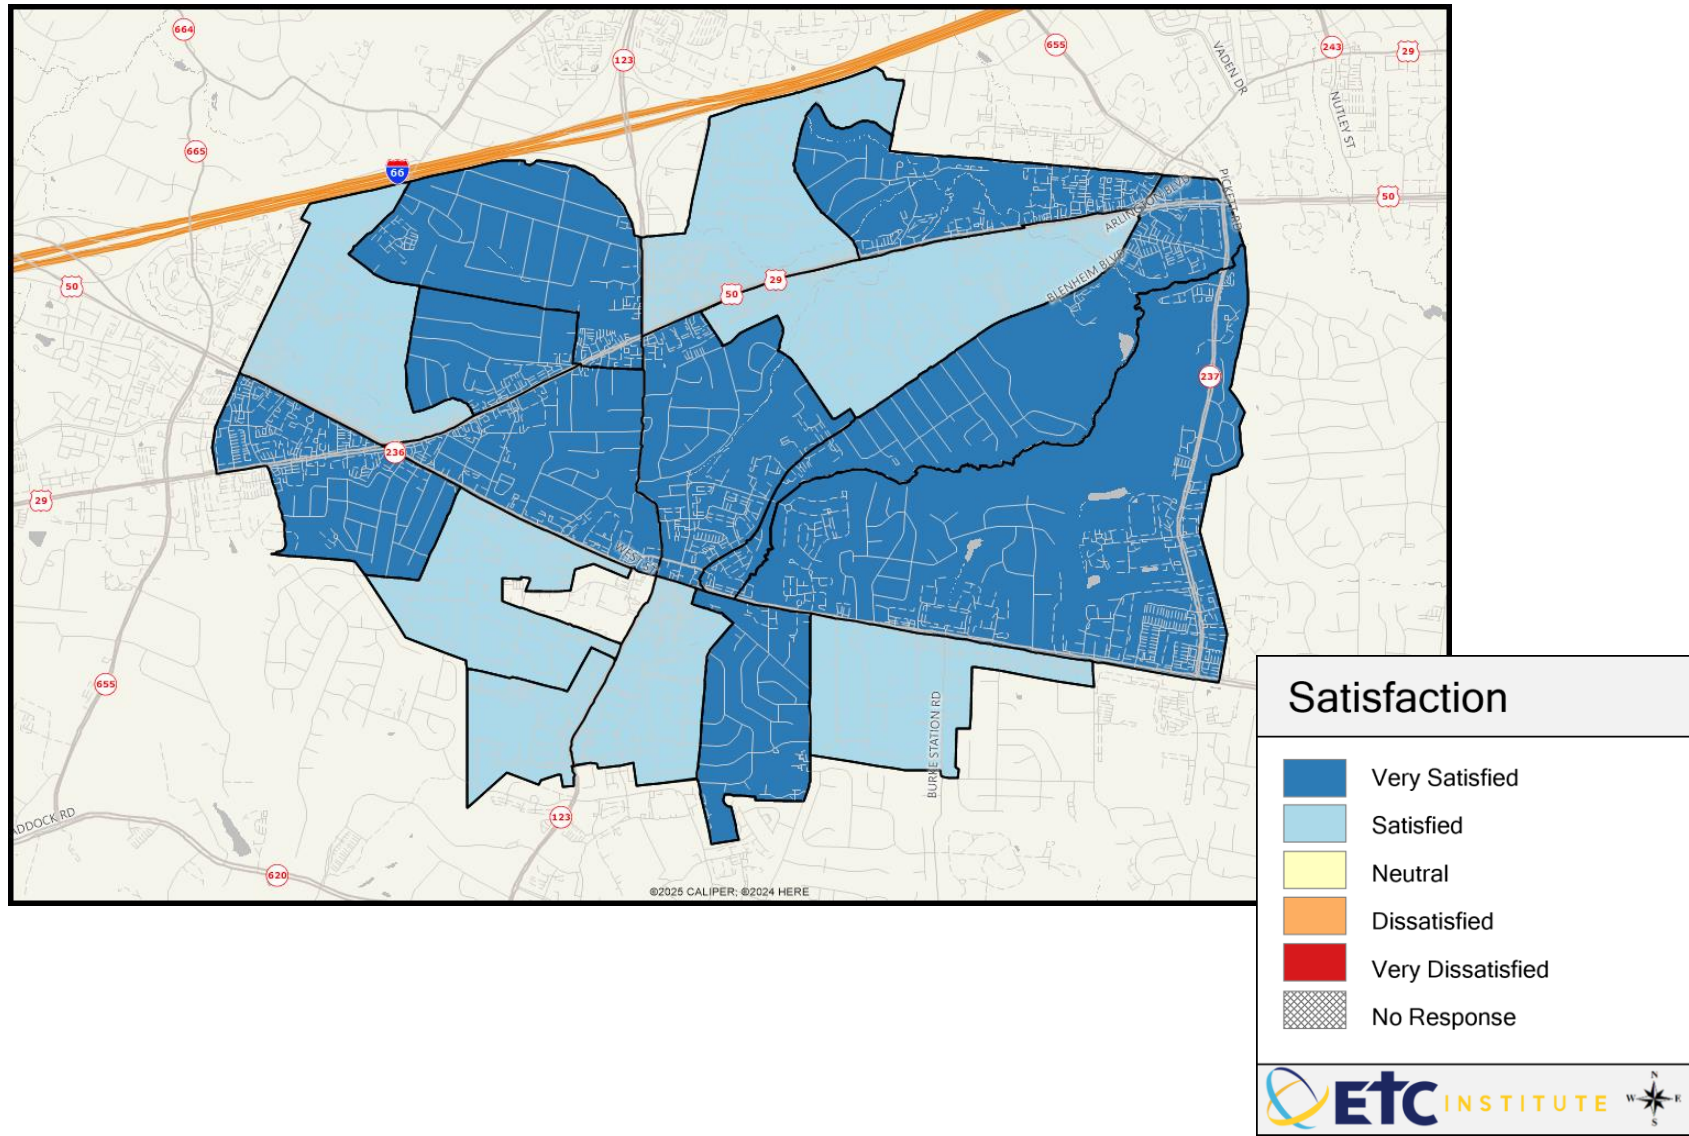 664
123
655
243
29
VADEN DR
NUTLEY ST
665
66
PICKETT RD
50
ARLINGTON BLVD
50
29
50
BLENHEIM BLVD
237
236
29
WEST ST
655
BURKE STATION RD
123
ADDOCK RD
620
©2025 CALIPER; ©2024 HERE
Satisfaction
Very Satisfied
Satisfied
Neutral
Dissatisfied
Very Dissatisfied
No Response
ETC INSTITUTE
N
W E
S